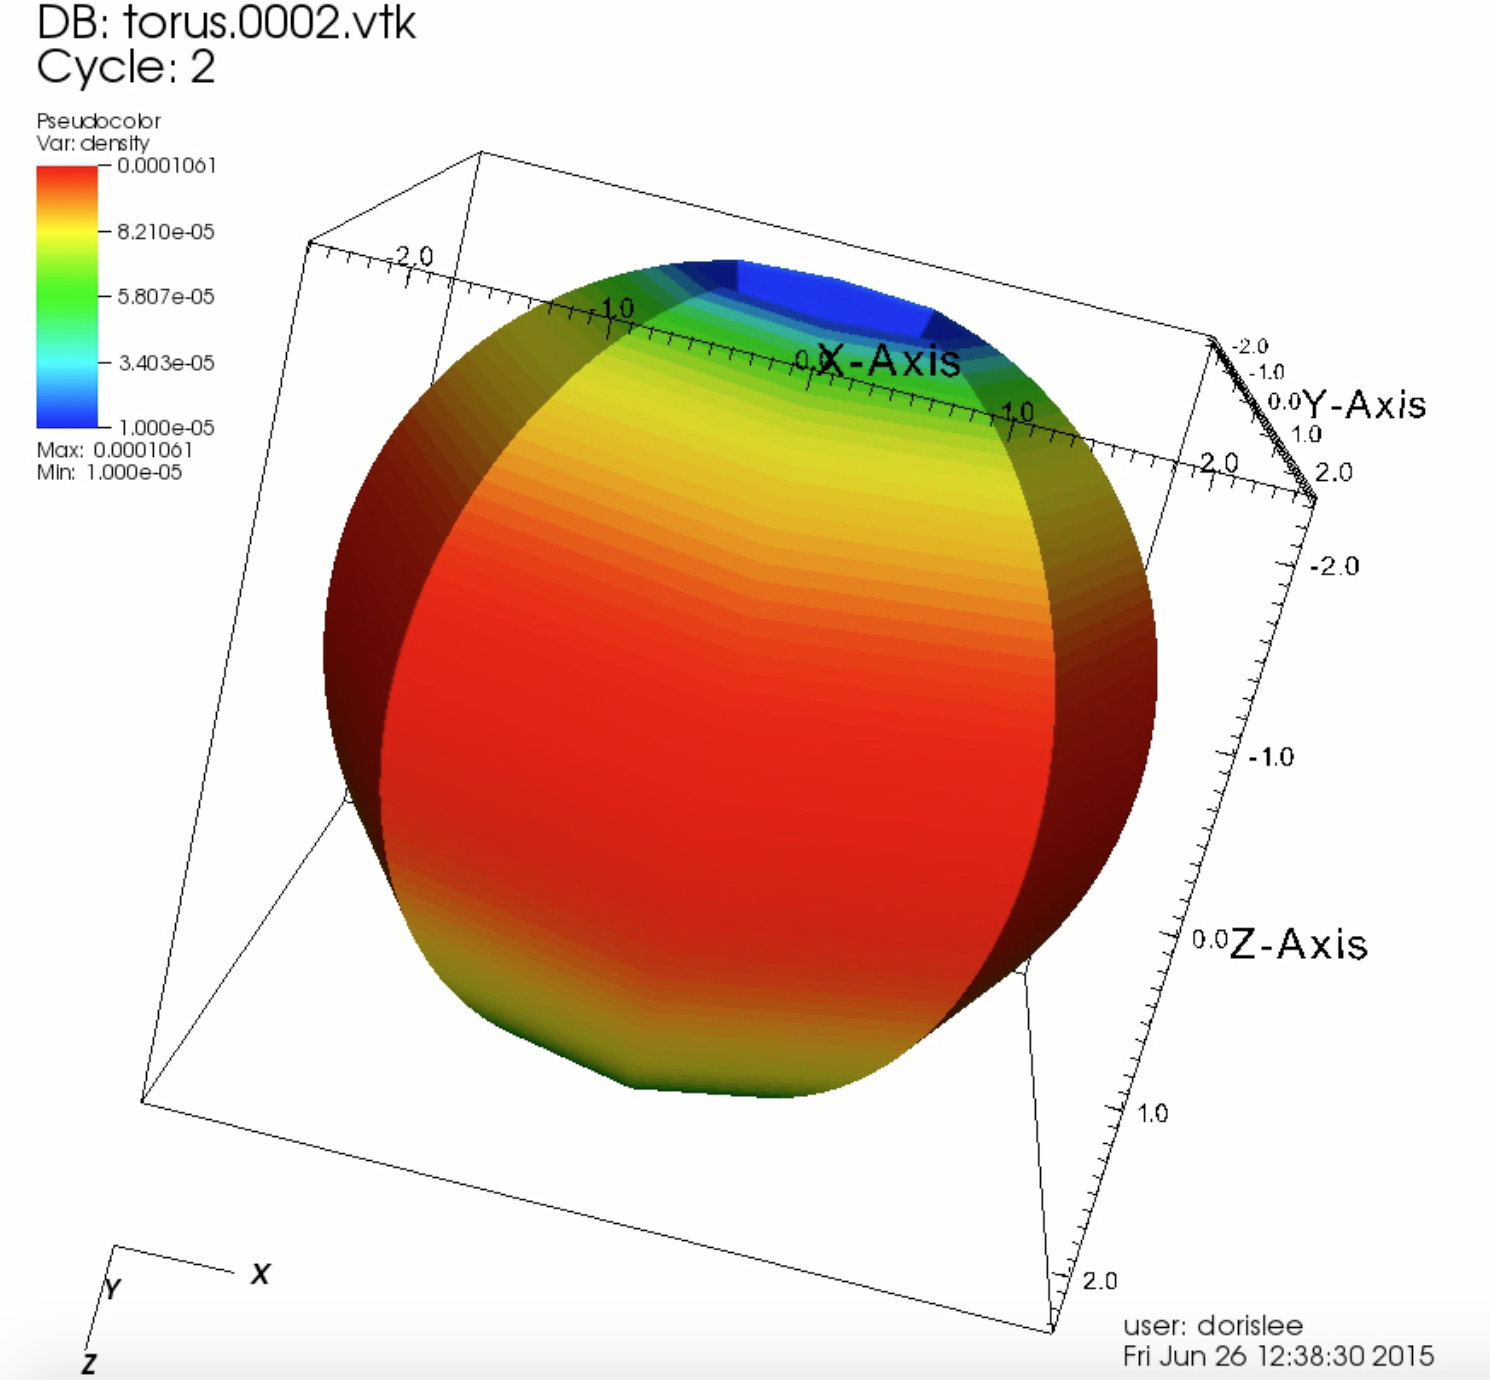 DB: torus.0002.vtk
Cycle: 2
Pseudocolor
Var: density
0.0001061
8.210e-05
5.807e-05
3.403e-05
1.000e-05
Max: 0.0001061
Min: 1.000e-05
-2.0
-1.0
0.0
X-Axis
1.0
2.0
-2.0
-1.0
0.0
Y-Axis
1.0
2.0
-2.0
-1.0
0.0
Z-Axis
1.0
2.0
X
Y
Z
user: dorislee
Fri Jun 26 12:38:30 2015